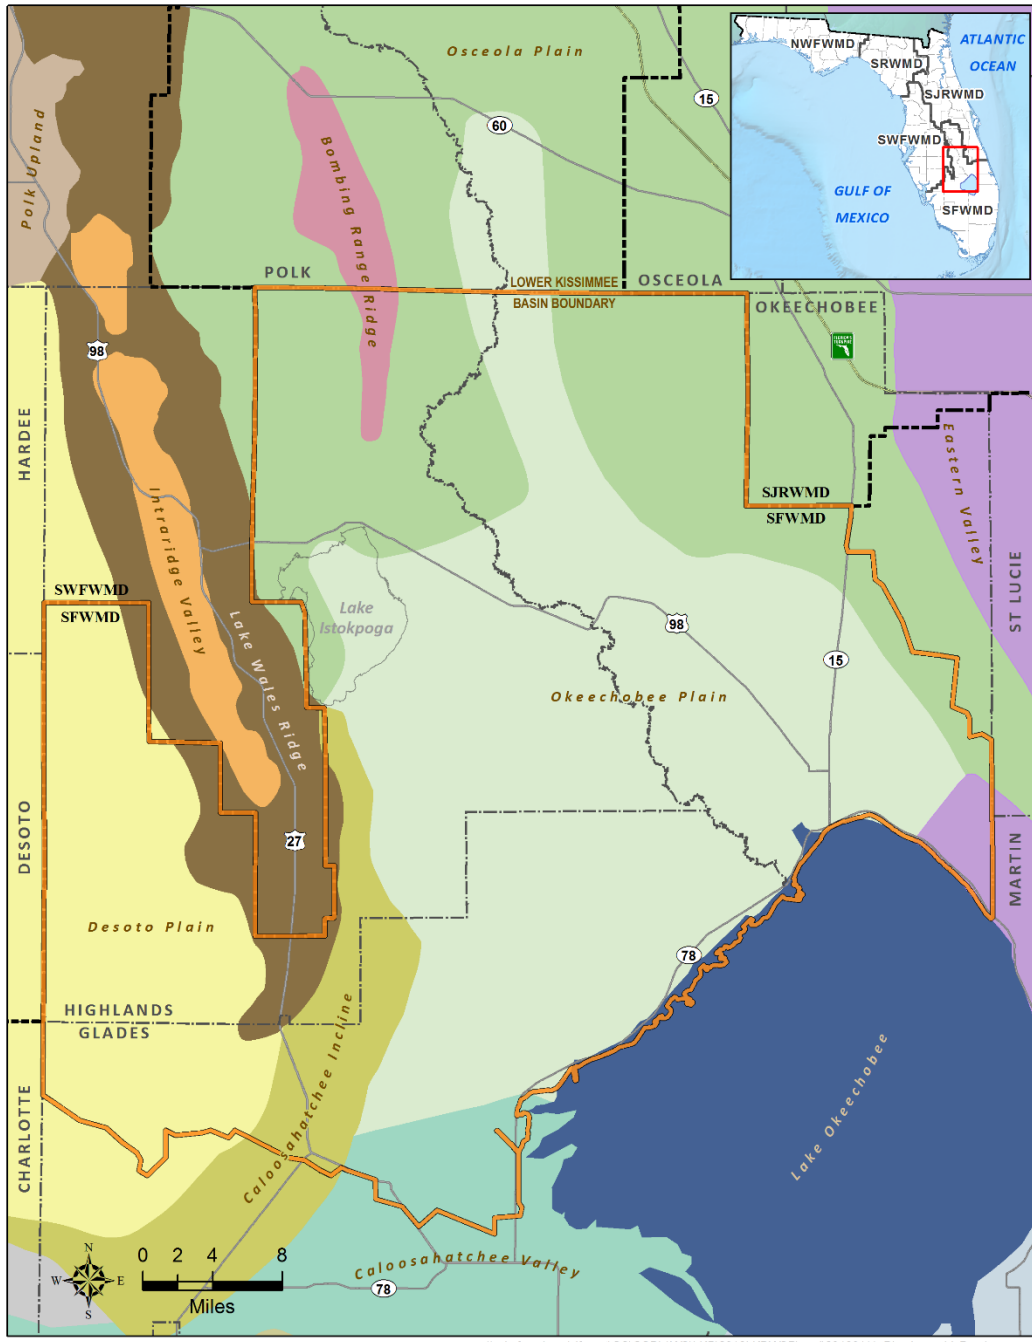 Osceola Plain
Polk Upland
Bombing Range Ridge
60
15
NWFWMD
SRWMD
SJRWMD
SWFWMD
SFWMD
ATLANTIC
OCEAN
GULF OF
MEXICO
POLK
LOWER KISSIMMEE
BASIN BOUNDARY
OSCEOLA
OKEECHOBEE
98
HARDEE
Eastern Valley
Intraridge Valley
SJRWMD
SFWMD
ST LUCIE
SWFWMD
SFWMD
Lake
Istokpoga
98
15
Lake Wales Ridge
Okeechobee Plain
DESOTO
27
MARTIN
Desoto Plain
78
HIGHLANDS
GLADES
Caloosahatchee Incline
Lake Okeechobee
CHARLOTTE
Caloosahatchee Valley
78
N
W
E
S
0 2 4 8
Miles